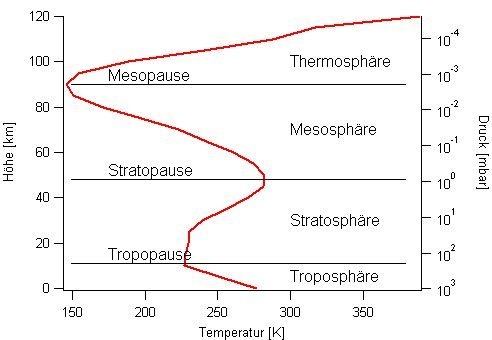 120
100
80
60
40
20
0
Höhe [km]
Thermosphäre
Mesopause
Mesosphäre
Stratopause
Stratosphäre
Tropopause
Troposphäre
10⁻⁴
10⁻³
10⁻²
10⁻¹
10⁰
10¹
10²
10³
Druck [mbar]
150 200 250 300 350
Temperatur [K]